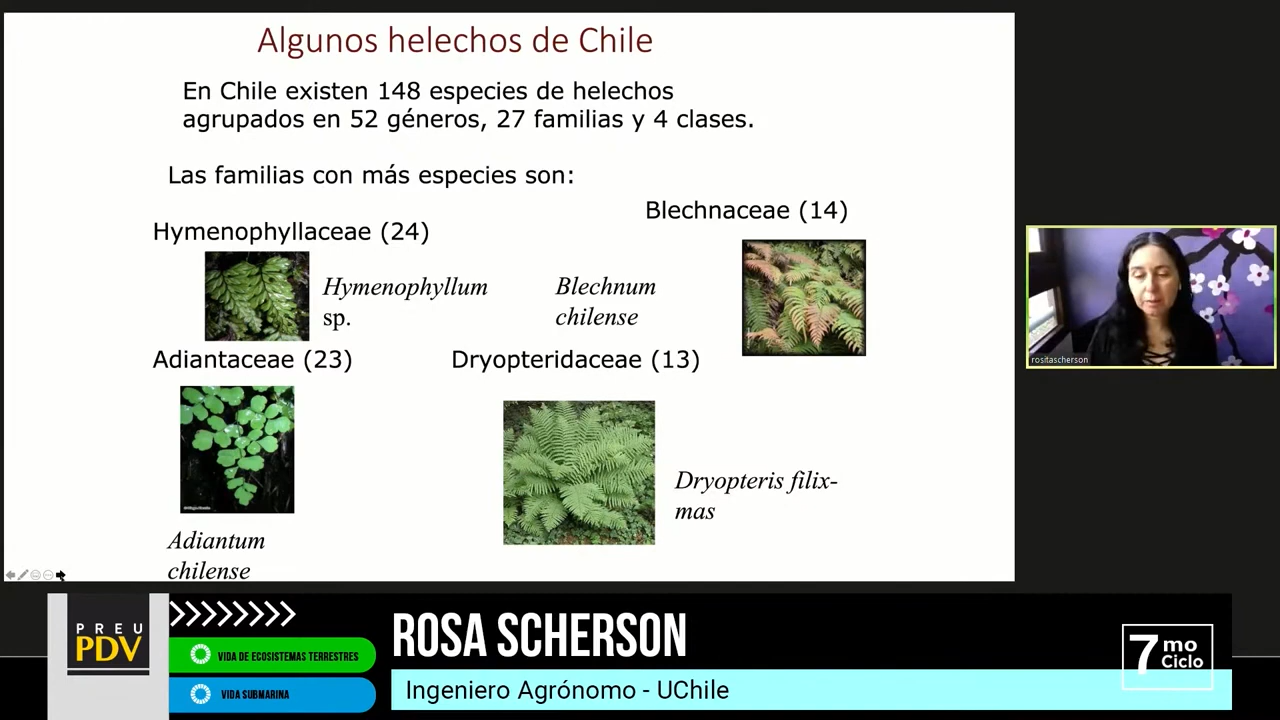 Algunos helechos de Chile
En Chile existen 148 especies de helechos
agrupados en 52 géneros, 27 familias y 4 clases.
Las familias con más especies son:
Blechnaceae (14)
Hymenophyllaceae (24)
Hymenophyllum
sp.
Blechnum
chilense
Adiantaceae (23)
Dryopteridaceae (13)
Dryopteris filix-
mas
Adiantum
chilense
rositascherson
PREU
PDV
VIDA DE ECOSISTEMAS TERRESTRES
VIDA SUBMARINA
ROSA SCHERSON
Ingeniero Agrónomo - UChile
7mo
Ciclo